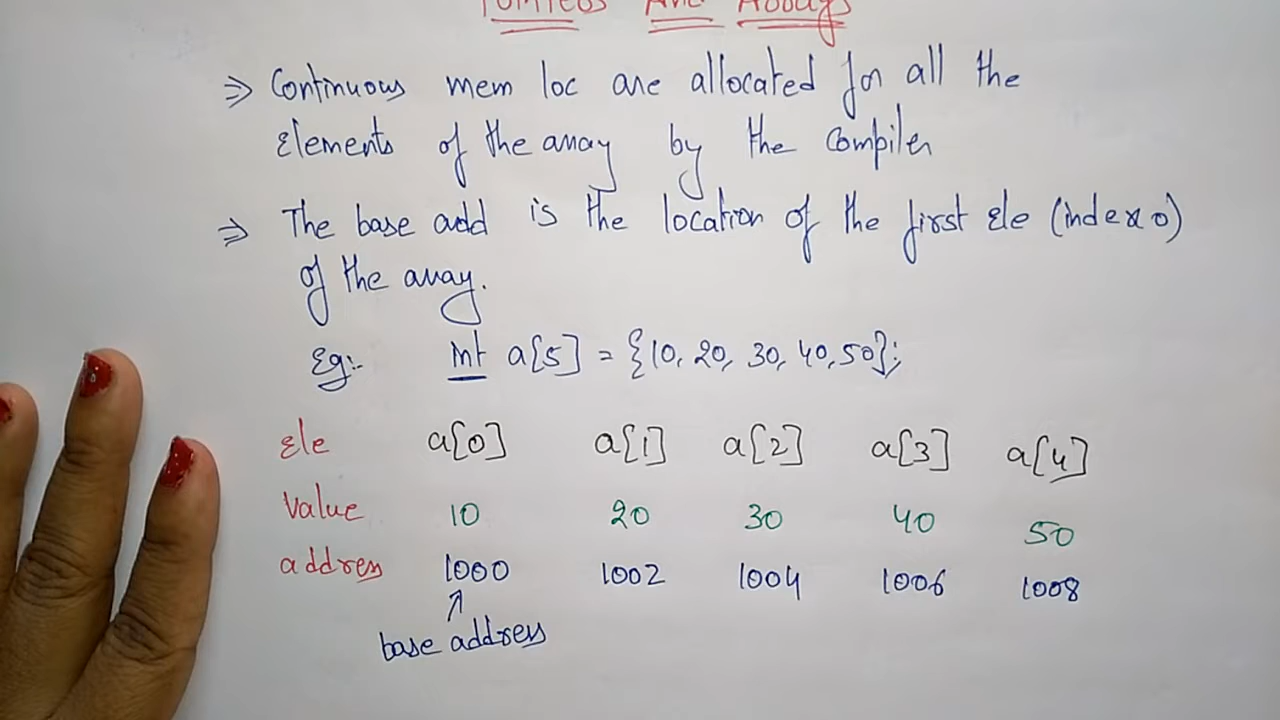 Pointers And Arrays
⇒ Continuous mem loc are allocated for all the
elements of the array by the compiler
⇒ The base add is the location of the first ele (index 0)
of the array.
Eg:- int a[5] = {10, 20, 30, 40, 50};
ele a[0] a[1] a[2] a[3] a[4]
Value 10 20 30 40 50
address 1000 1002 1004 1006 1008
↑
base address